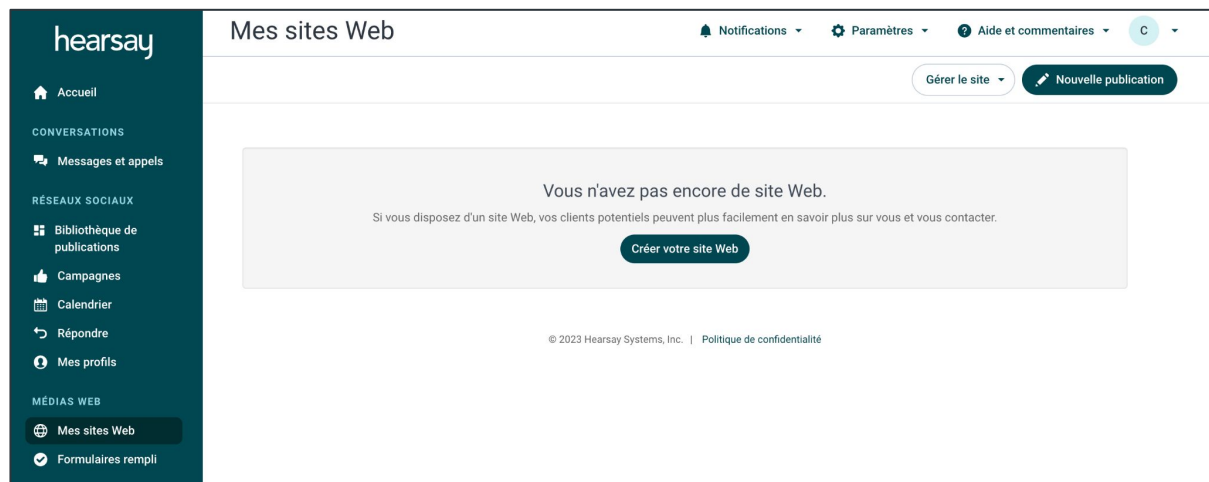 hearsay
Accueil
CONVERSATIONS
Messages et appels
RÉSEAUX SOCIAUX
Bibliothèque de
publications
Campagnes
Calendrier
Répondre
Mes profils
MÉDIAS WEB
Mes sites Web
Formulaires rempli
Mes sites Web
Notifications
Paramètres
Aide et commentaires
C
Gérer le site
Nouvelle publication
Vous n'avez pas encore de site Web.
Si vous disposez d'un site Web, vos clients potentiels peuvent plus facilement en savoir plus sur vous et vous contacter.
Créer votre site Web
© 2023 Hearsay Systems, Inc. | Politique de confidentialité